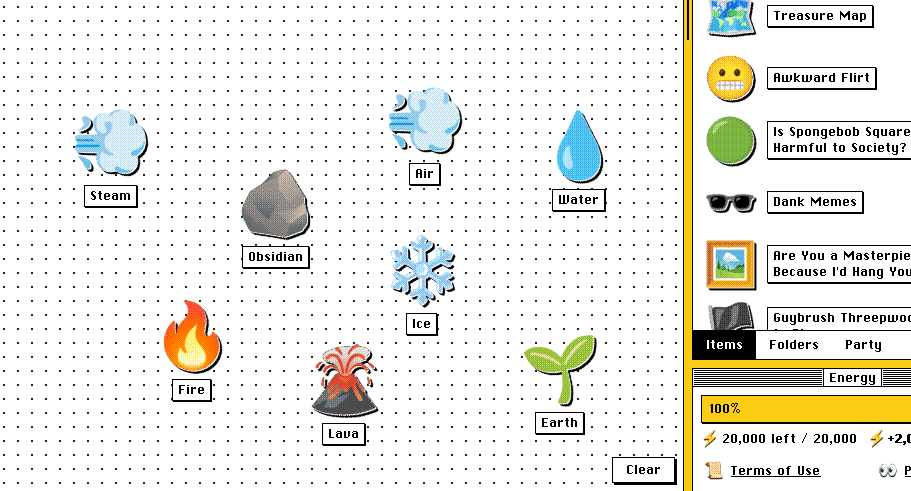 Steam
Air
Water
Obsidian
Ice
Fire
Lava
Earth
Clear
Treasure Map
Awkward Flirt
Is Spongebob Square
Harmful to Society?
Dank Memes
Are You a Masterpie
Because I'd Hang You
Guybrush Threepwoo
Items
Folders
Party
Energy
100%
20,000 left / 20,000
+2,0
Terms of Use
P